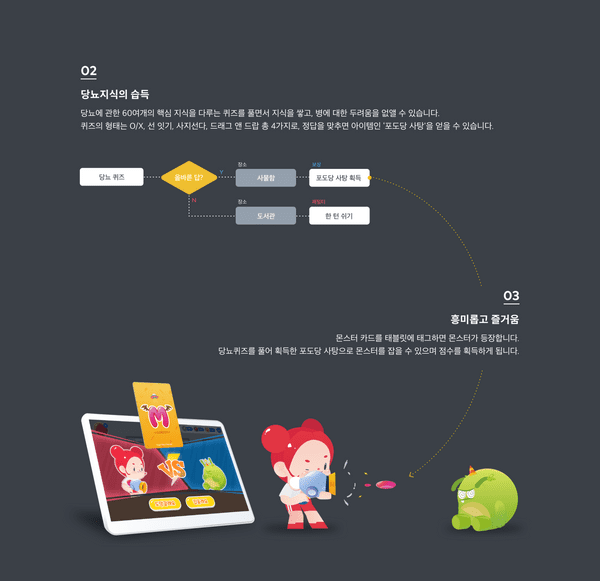 02
당뇨지식의 습득
당뇨에 관한 60여개의 핵심 지식을 다루는 퀴즈를 풀면서 지식을 쌓고, 병에 대한 두려움을 없앨 수 있습니다.
퀴즈의 형태는 O/X, 선 잇기, 사지선다, 드래그 앤 드랍 총 4가지로, 정답을 맞추면 아이템인 '포도당 사탕'을 얻을 수 있습니다.
장소
보상
당뇨 퀴즈
올바른 답?
Y
사물함
포도당 사탕 획득
N
장소
페널티
도서관
한 턴 쉬기
03
흥미롭고 즐거움
몬스터 카드를 태블릿에 태그하면 몬스터가 등장합니다.
당뇨퀴즈를 풀어 획득한 포도당 사탕으로 몬스터를 잡을 수 있으며 점수를 획득하게 됩니다.
M
VS